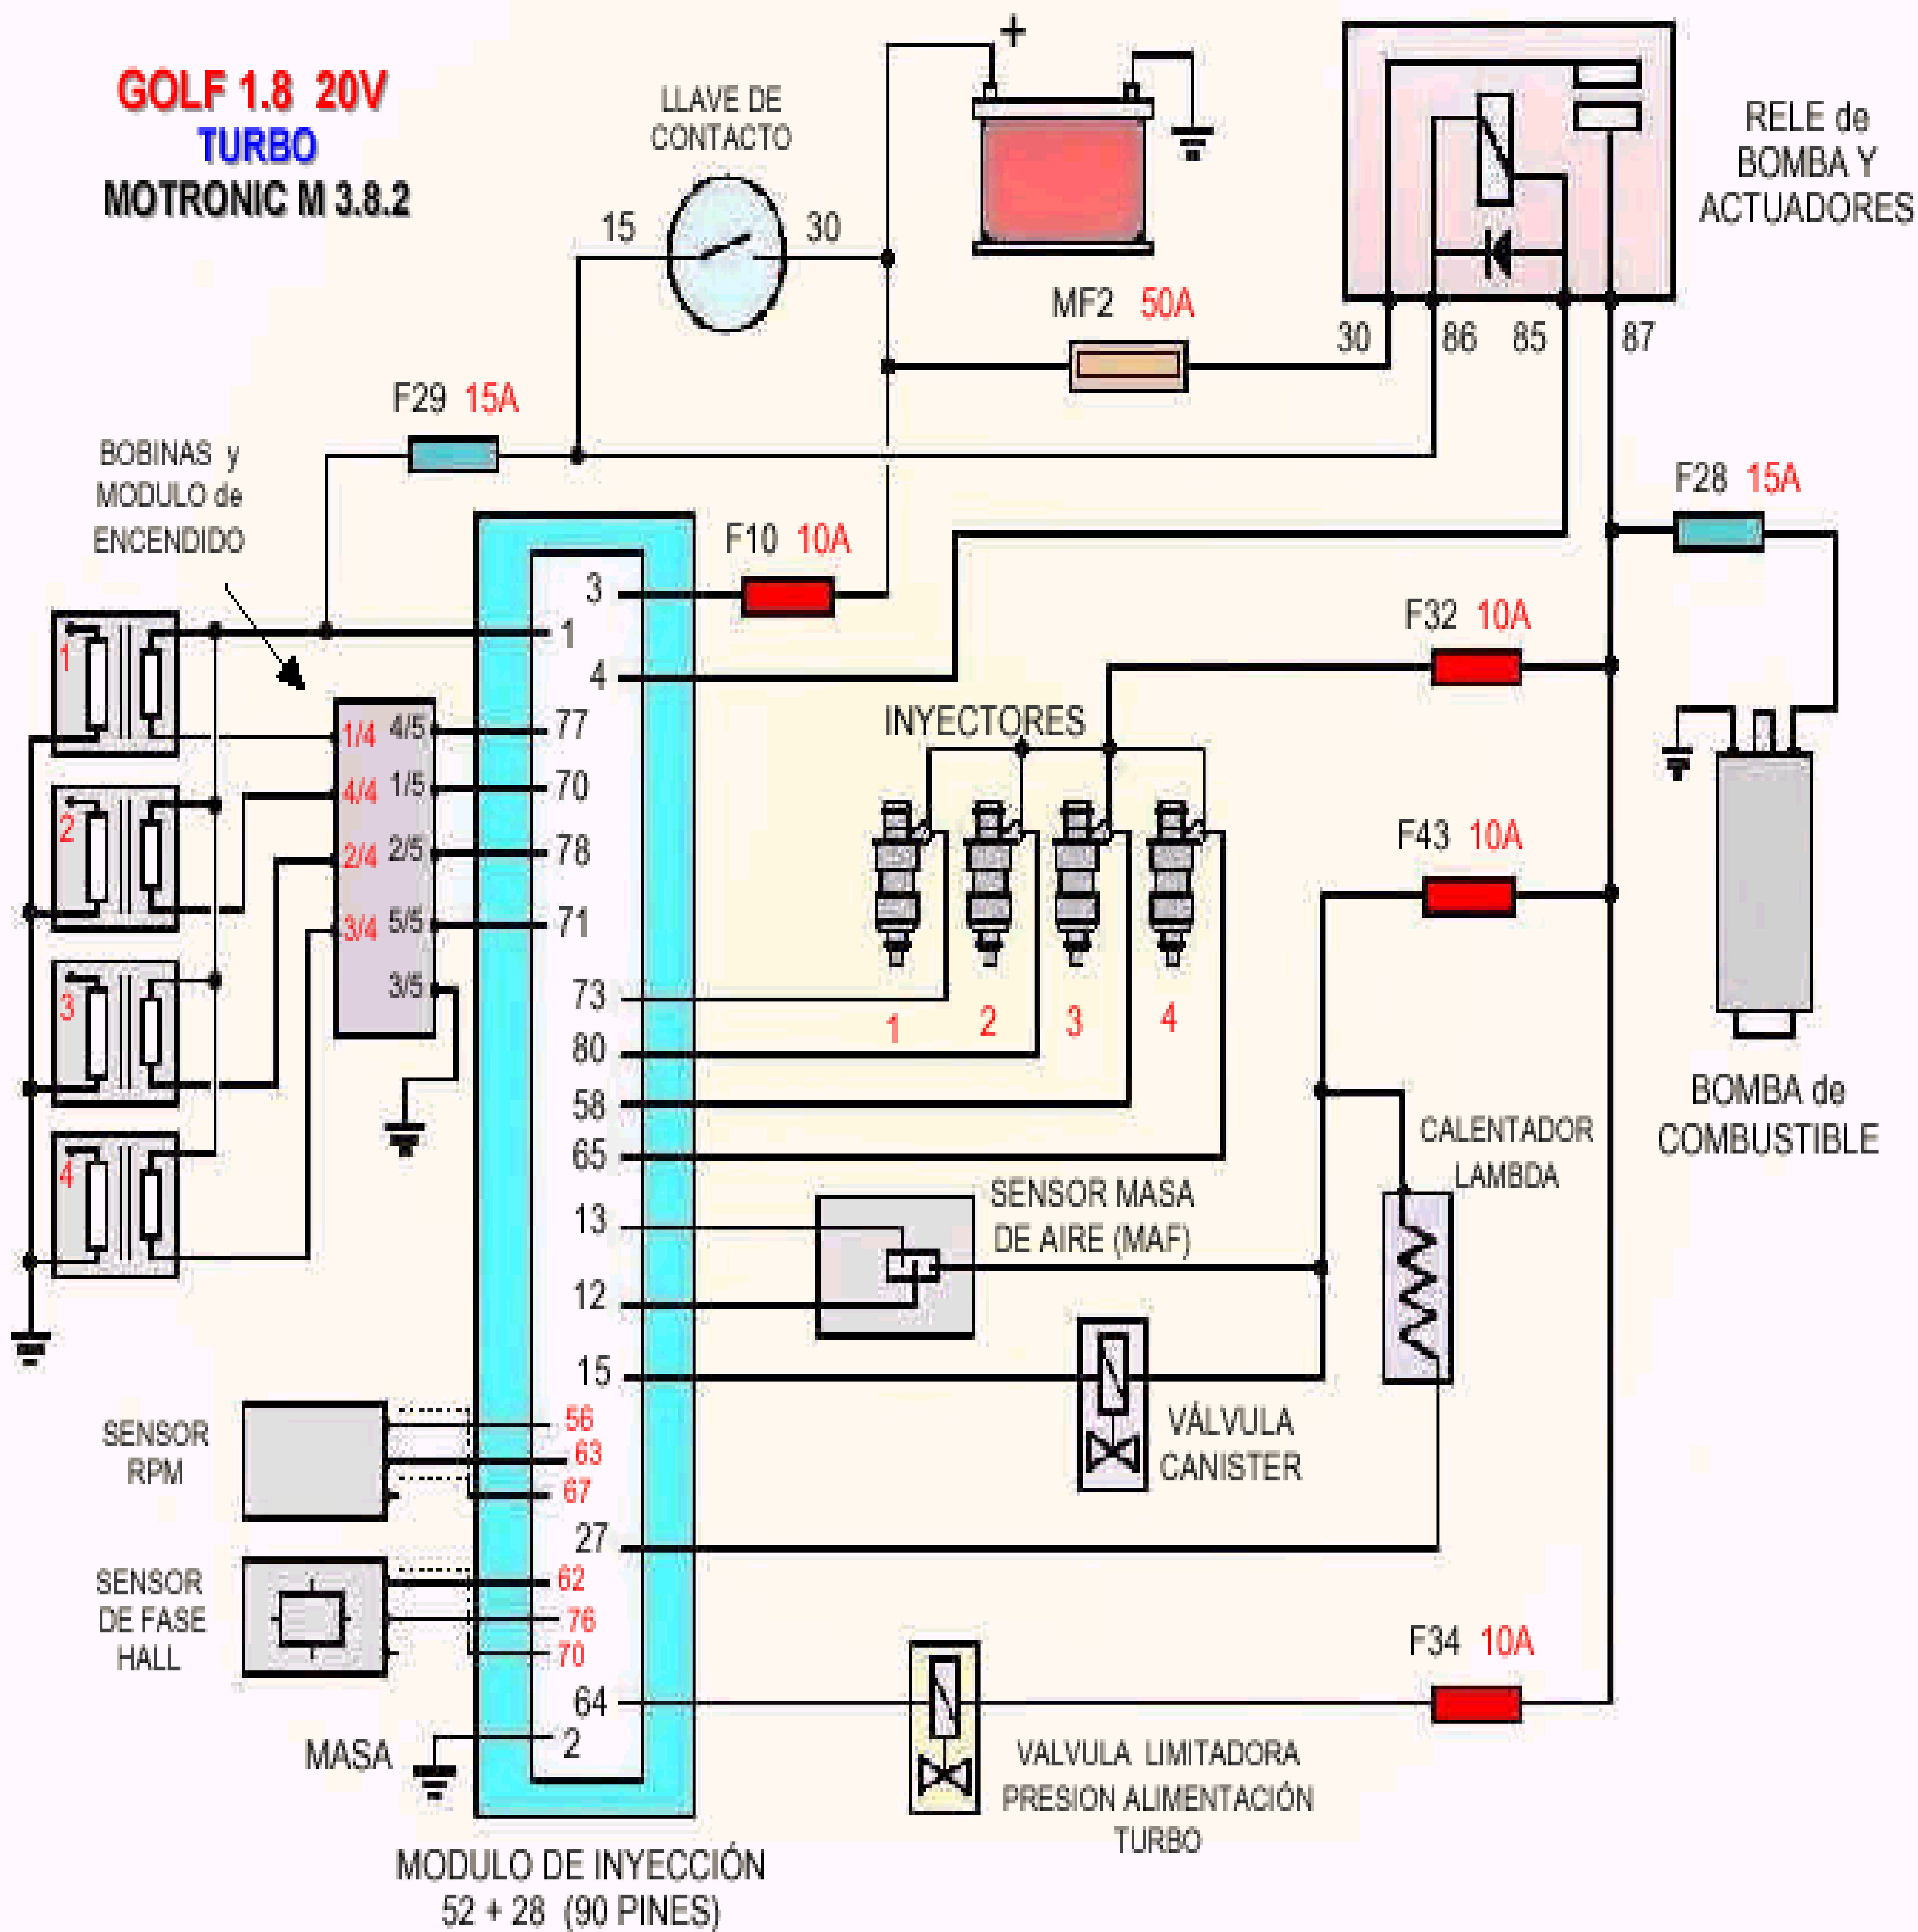 GOLF 1.8 20V
TURBO
MOTRONIC M 3.8.2
LLAVE DE
CONTACTO
15
30
+
RELE de
BOMBA Y
ACTUADORES
MF2 50A
30
86
85
87
F29 15A
BOBINAS y
MODULO de
ENCENDIDO
F28 15A
F10 10A
F32 10A
F43 10A
F34 10A
1
2
3
4
1/4
4/4
2/4
3/4
4/5
1/5
2/5
5/5
3/5
3
1
4
77
70
78
71
73
80
58
65
13
12
15
56
63
67
27
62
76
70
64
2
INYECTORES
1
2
3
4
BOMBA de
COMBUSTIBLE
CALENTADOR
LAMBDA
SENSOR MASA
DE AIRE (MAF)
VÁLVULA
CANISTER
SENSOR
RPM
SENSOR
DE FASE
HALL
MASA
VALVULA LIMITADORA
PRESION ALIMENTACIÓN
TURBO
MODULO DE INYECCIÓN
52 + 28 (90 PINES)